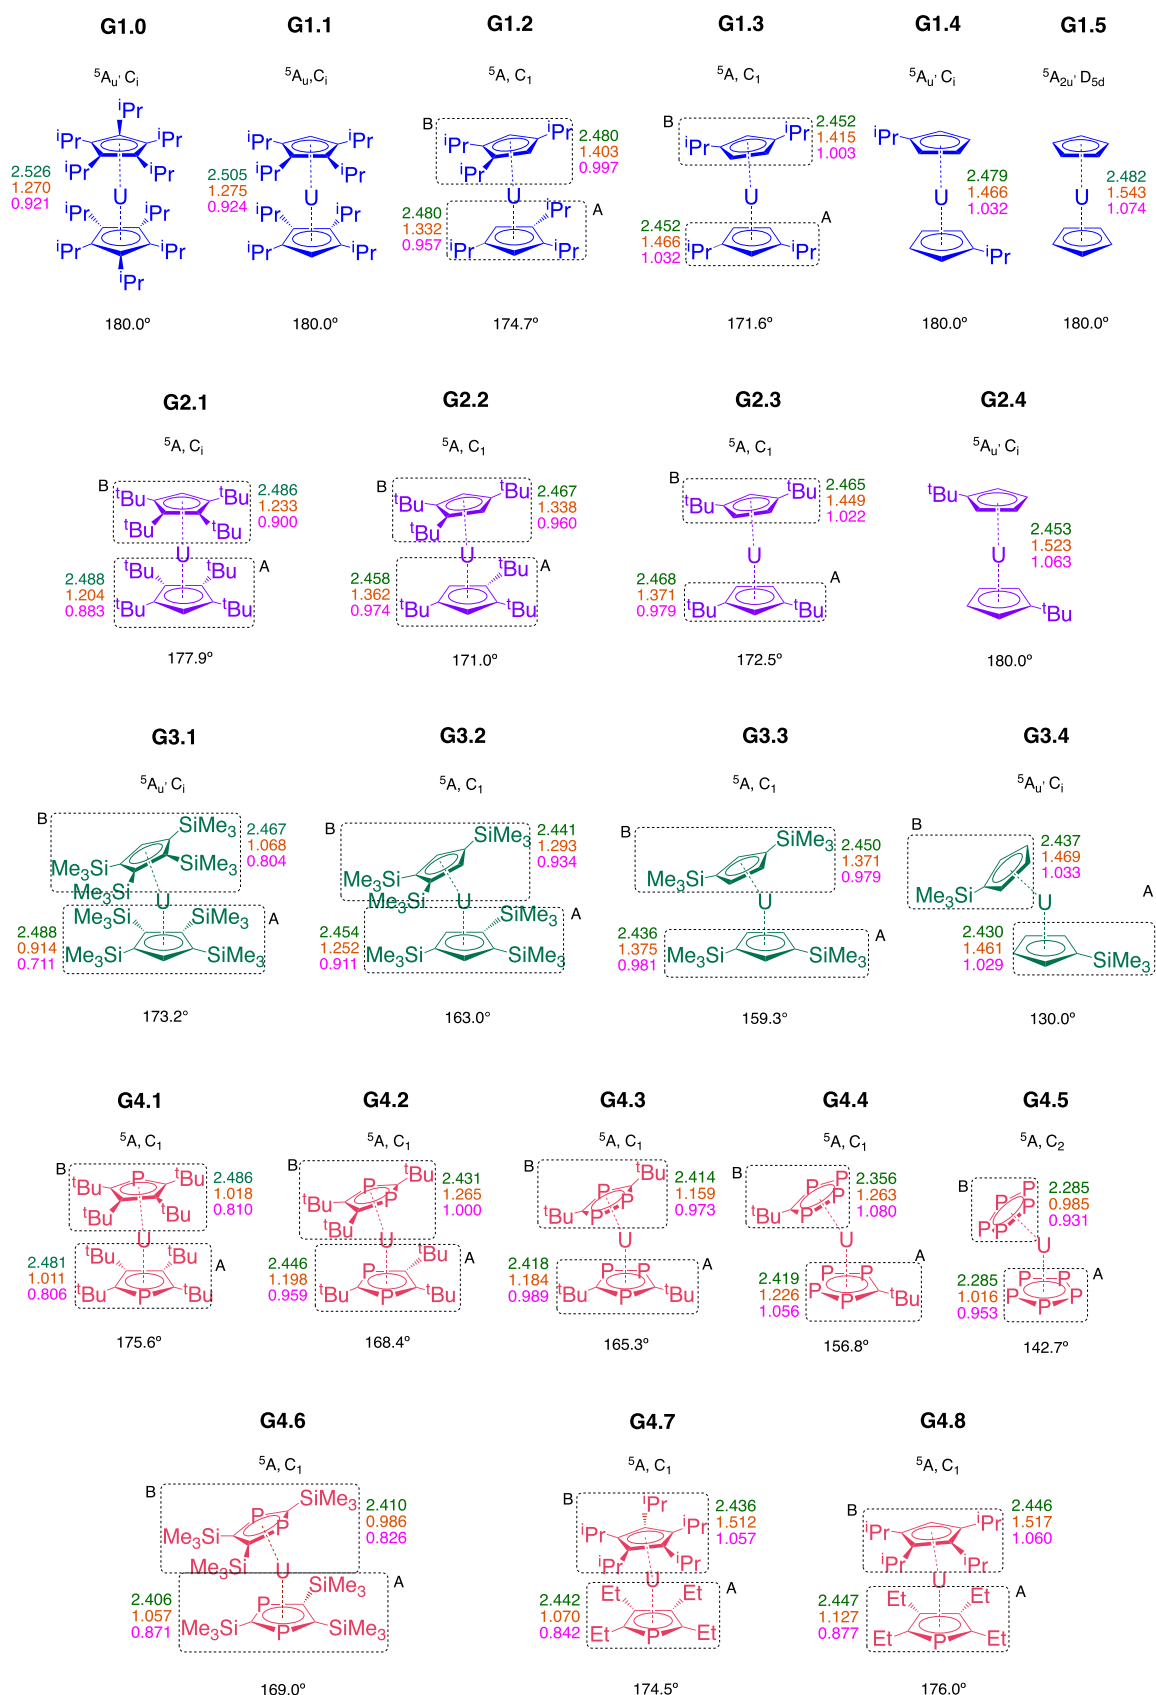 G1.0
G1.1
G1.2
G1.3
G1.4
G1.5
⁵Aᵤ, Cᵢ
⁵Aᵤ,Cᵢ
⁵A, C₁
⁵A, C₁
⁵Aᵤ, Cᵢ
⁵A₂ᵤ, D₅d
ⁱPr
ⁱPr
ⁱPr
ⁱPr
ⁱPr
2.526
1.270
0.921
U
ⁱPr
ⁱPr
ⁱPr
ⁱPr
ⁱPr
180.0º
ⁱPr
ⁱPr
ⁱPr
ⁱPr
2.505
1.275
0.924
U
ⁱPr
ⁱPr
ⁱPr
ⁱPr
180.0º
B
ⁱPr
ⁱPr
ⁱPr
2.480
1.403
0.997
U
A
2.480
1.332
0.957
ⁱPr
ⁱPr
ⁱPr
174.7º
B
ⁱPr
ⁱPr
2.452
1.415
1.003
U
A
2.452
1.466
1.032
ⁱPr
ⁱPr
171.6º
ⁱPr
2.479
1.466
1.032
U
ⁱPr
180.0º
2.482
1.543
1.074
U
180.0º
G2.1
G2.2
G2.3
G2.4
⁵A, Cᵢ
⁵A, C₁
⁵A, C₁
⁵Aᵤ, Cᵢ
B
ᵗBu
ᵗBu
ᵗBu
ᵗBu
2.486
1.233
0.900
U
A
2.488
1.204
0.883
ᵗBu
ᵗBu
ᵗBu
ᵗBu
177.9º
B
ᵗBu
ᵗBu
ᵗBu
2.467
1.338
0.960
U
A
2.458
1.362
0.974
ᵗBu
ᵗBu
ᵗBu
171.0º
B
ᵗBu
ᵗBu
2.465
1.449
1.022
U
A
2.468
1.371
0.979
ᵗBu
ᵗBu
172.5º
ᵗBu
2.453
1.523
1.063
U
ᵗBu
180.0º
G3.1
G3.2
G3.3
G3.4
⁵Aᵤ, Cᵢ
⁵A, C₁
⁵A, C₁
⁵Aᵤ, Cᵢ
B
SiMe₃
Me₃Si
SiMe₃
Me₃Si
2.467
1.068
0.804
U
A
2.488
0.914
0.711
Me₃Si
SiMe₃
Me₃Si
SiMe₃
173.2°
B
SiMe₃
Me₃Si
Me₃Si
2.441
1.293
0.934
U
A
2.454
1.252
0.911
SiMe₃
Me₃Si
SiMe₃
163.0°
B
SiMe₃
Me₃Si
2.450
1.371
0.979
U
A
2.436
1.375
0.981
Me₃Si
SiMe₃
159.3°
B
Me₃Si
2.437
1.469
1.033
U
A
2.430
1.461
1.029
SiMe₃
130.0º
G4.1
G4.2
G4.3
G4.4
G4.5
⁵A, C₁
⁵A, C₁
⁵A, C₁
⁵A, C₁
⁵A, C₂
B
P
ᵗBu
ᵗBu
ᵗBu
ᵗBu
2.486
1.018
0.810
U
A
2.481
1.011
0.806
ᵗBu
ᵗBu
ᵗBu
P
ᵗBu
175.6º
B
P
P
ᵗBu
ᵗBu
ᵗBu
2.431
1.265
1.000
U
A
2.446
1.198
0.959
P
ᵗBu
ᵗBu
P
ᵗBu
168.4º
B
ᵗBu
P
P
P
ᵗBu
2.414
1.159
0.973
U
A
2.418
1.184
0.989
P
P
ᵗBu
P
ᵗBu
165.3º
B
P
P
P
P
ᵗBu
2.356
1.263
1.080
U
A
2.419
1.226
1.056
P
P
P
P
ᵗBu
156.8º
B
P
P
P
P
P
2.285
0.985
0.931
U
A
2.285
1.016
0.953
P
P
P
P
P
142.7º
G4.6
G4.7
G4.8
⁵A, C₁
⁵A, C₁
⁵A, C₁
B
SiMe₃
P
P
Me₃Si
Me₃Si
2.410
0.986
0.826
U
A
2.406
1.057
0.871
P
SiMe₃
Me₃Si
P
SiMe₃
169.0º
B
ⁱPr
ⁱPr
ⁱPr
ⁱPr
ⁱPr
2.436
1.512
1.057
U
A
2.442
1.070
0.842
Et
Et
Et
P
Et
174.5º
B
ⁱPr
ⁱPr
ⁱPr
ⁱPr
2.446
1.517
1.060
U
A
2.447
1.127
0.877
Et
Et
Et
P
Et
176.0º